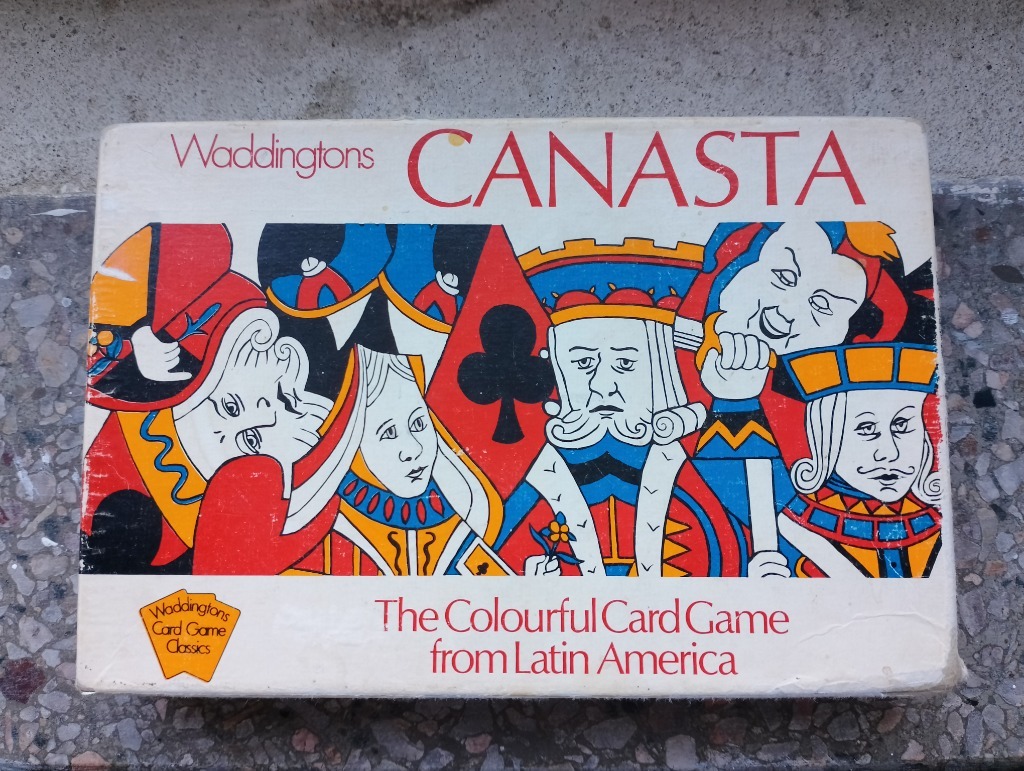 Waddingtons
CANASTA
Waddingtons
Card Game
Classics
The Colourful Card Game
from Latin America